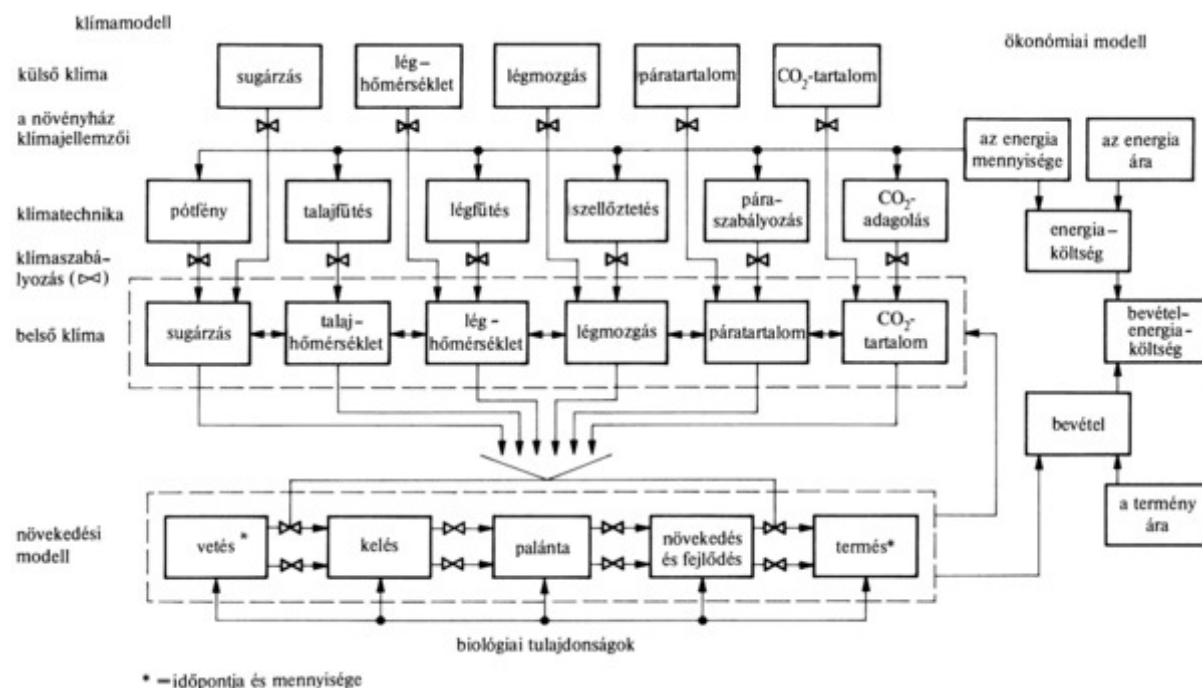 klímamodell
ökonómiai modell
külső klíma
sugárzás
lég–
hőmérséklet
légmozgás
páratartalom
CO₂-tartalom
a növényház
klímajellemzői
az energia
mennyisége
az energia
ára
klímatechnika
pótfény
talajfűtés
légfűtés
szellőztetés
pára-
szabályozás
CO₂-
adagolás
energia–
költség
klímaszabá-
lyozás (⋈)
belső klíma
sugárzás
talaj-
hőmérséklet
lég–
hőmérséklet
légmozgás
páratartalom
CO₂-
tartalom
bevétel-
energia-
költség
bevétel
a termény
ára
növekedési
modell
vetés *
kelés
palánta
növekedés
és fejlődés
termés*
biológiai tulajdonságok
* –időpontja és mennyisége